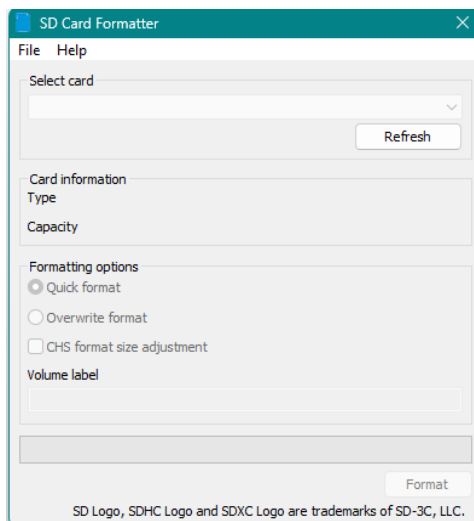 SD Card Formatter
File Help
Select card
Refresh
Card information
Type
Capacity
Formatting options
Quick format
Overwrite format
CHS format size adjustment
Volume label
Format
SD Logo, SDHC Logo and SDXC Logo are trademarks of SD-3C, LLC.